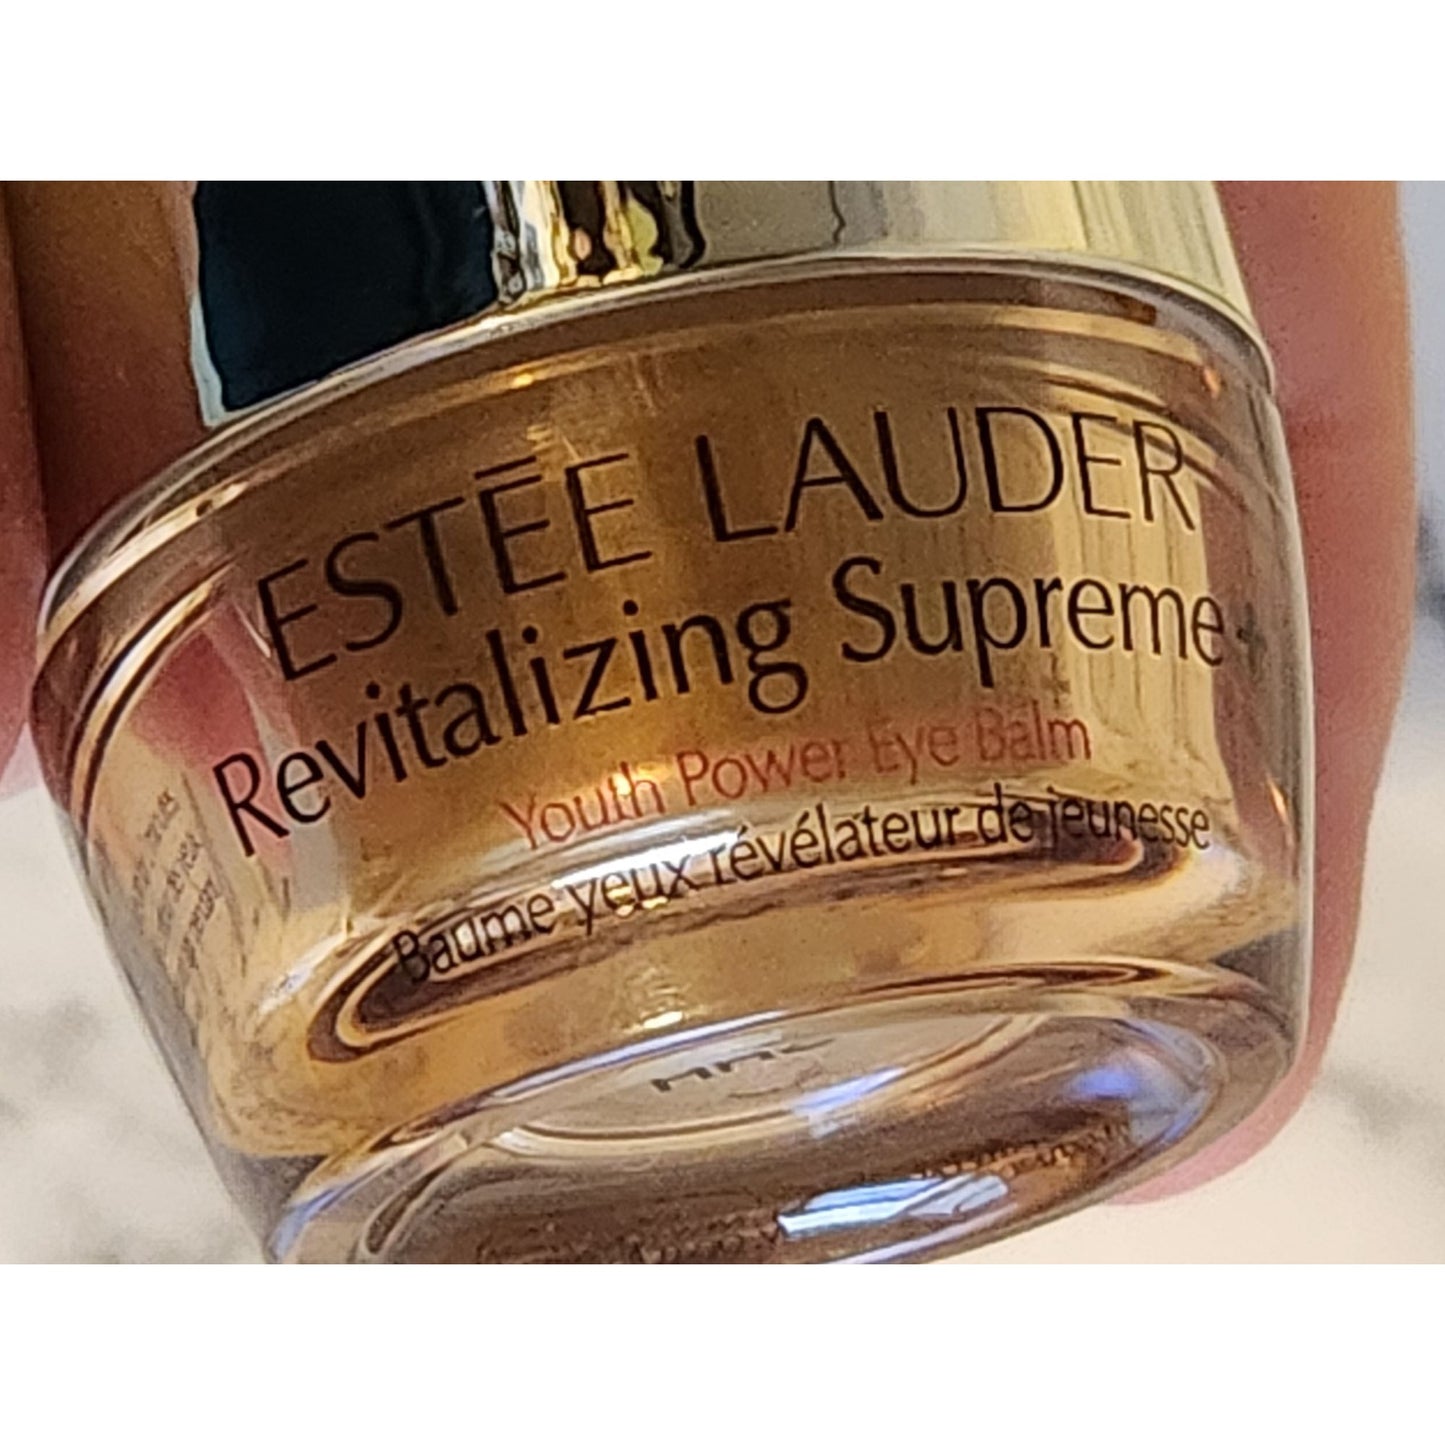 ESTĒE LAUDER
Revitalizing Supreme+
Youth Power Eye Balm
Baume yeux révélateur de jeunesse